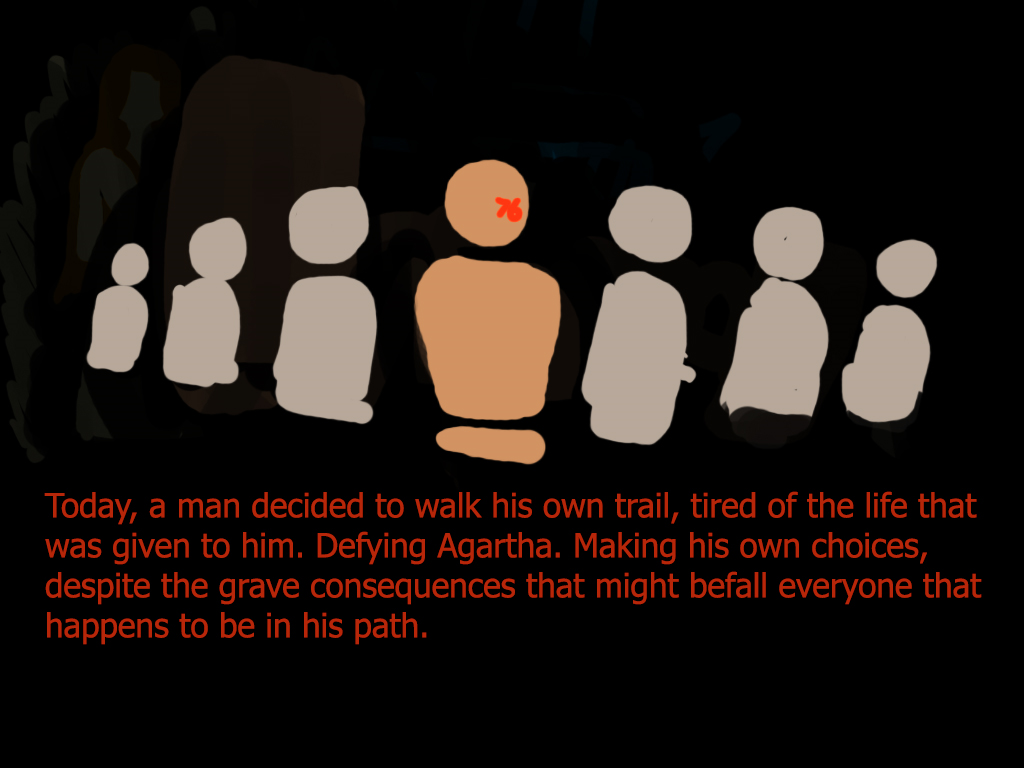 76
Today, a man decided to walk his own trail, tired of the life that
was given to him. Defying Agartha. Making his own choices,
despite the grave consequences that might befall everyone that
happens to be in his path.